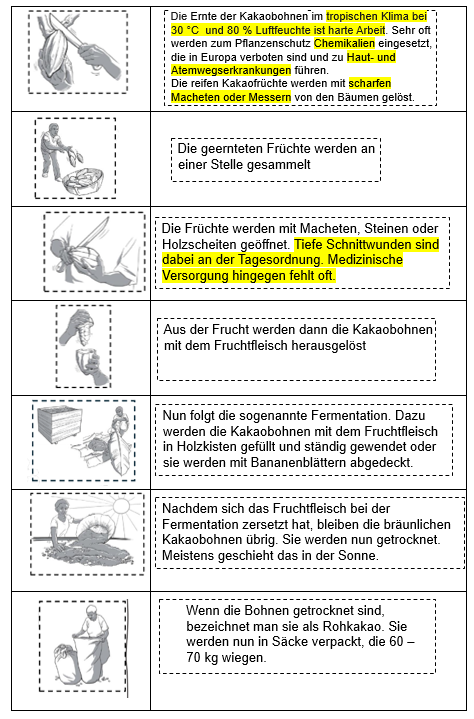 Die Ernte der Kakaobohnen im tropischen Klima bei
30 °C und 80 % Luftfeuchte ist harte Arbeit. Sehr oft
werden zum Pflanzenschutz Chemikalien eingesetzt,
die in Europa verboten sind und zu Haut- und
Atemwegserkrankungen führen.
Die reifen Kakaofrüchte werden mit scharfen
Macheten oder Messern von den Bäumen gelöst.
Die geernteten Früchte werden an
einer Stelle gesammelt
Die Früchte werden mit Macheten, Steinen oder
Holzscheiten geöffnet. Tiefe Schnittwunden sind
dabei an der Tagesordnung. Medizinische
Versorgung hingegen fehlt oft.
Aus der Frucht werden dann die Kakaobohnen
mit dem Fruchtfleisch herausgelöst
Nun folgt die sogenannte Fermentation. Dazu
werden die Kakaobohnen mit dem Fruchtfleisch
in Holzkisten gefüllt und ständig gewendet oder
sie werden mit Bananenblättern abgedeckt.
Nachdem sich das Fruchtfleisch bei der
Fermentation zersetzt hat, bleiben die bräunlichen
Kakaobohnen übrig. Sie werden nun getrocknet.
Meistens geschieht das in der Sonne.
Wenn die Bohnen getrocknet sind,
bezeichnet man sie als Rohkakao. Sie
werden nun in Säcke verpackt, die 60 –
70 kg wiegen.